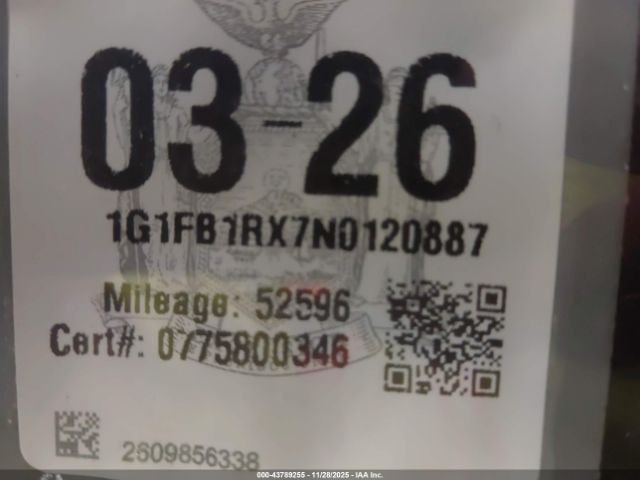 03-26
1G1FB1RX7N0120887
Mileage: 52596
Cert#: 0775800346
2609856338
000-43789255 - 11/28/2025 - IAA Inc.